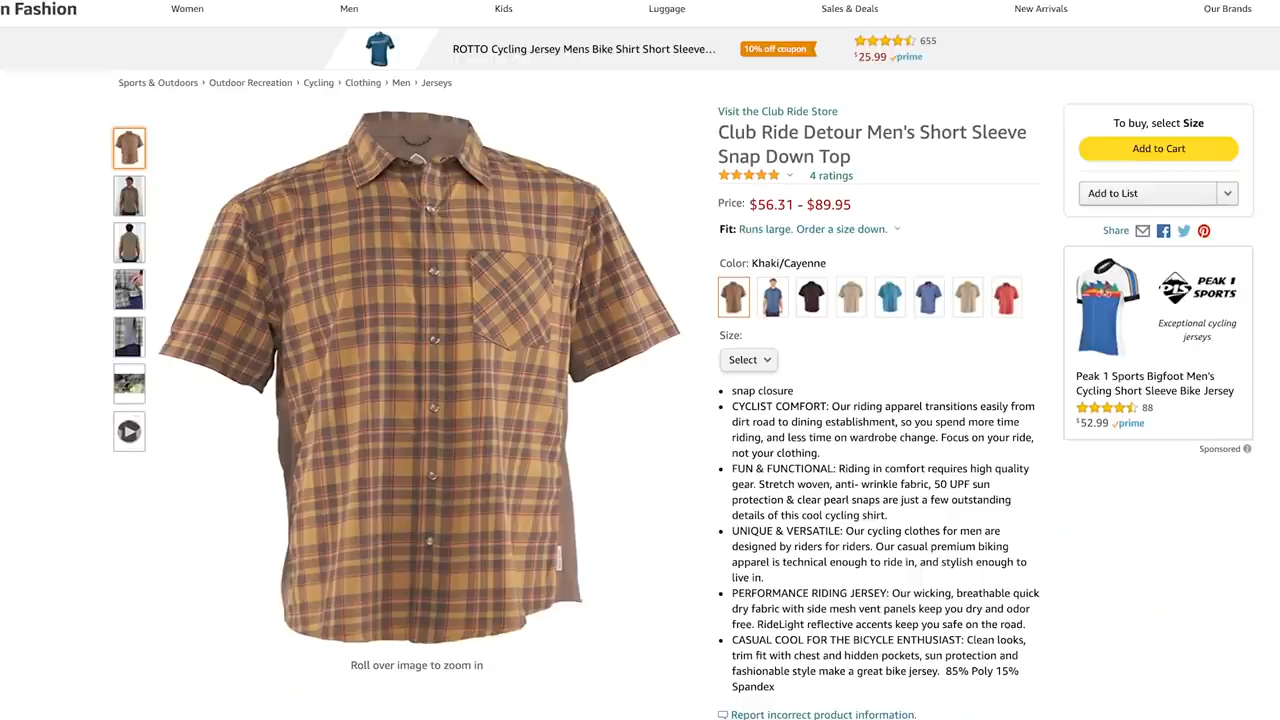 n Fashion
Women
Men
Kids
Luggage
Sales & Deals
New Arrivals
Our Brands
ROTTO Cycling Jersey Mens Bike Shirt Short Sleeve…
10% off coupon
655
$25.99 prime
Sports & Outdoors › Outdoor Recreation › Cycling › Clothing › Men › Jerseys
Visit the Club Ride Store
Club Ride Detour Men's Short Sleeve
Snap Down Top
4 ratings
Price: $56.31 - $89.95
Fit: Runs large. Order a size down.
Color: Khaki/Cayenne
Size:
Select
snap closure
CYCLIST COMFORT: Our riding apparel transitions easily from
dirt road to dining establishment, so you spend more time
riding, and less time on wardrobe change. Focus on your ride,
not your clothing.
FUN & FUNCTIONAL: Riding in comfort requires high quality
gear. Stretch woven, anti- wrinkle fabric, 50 UPF sun
protection & clear pearl snaps are just a few outstanding
details of this cool cycling shirt.
UNIQUE & VERSATILE: Our cycling clothes for men are
designed by riders for riders. Our casual premium biking
apparel is technical enough to ride in, and stylish enough to
live in.
PERFORMANCE RIDING JERSEY: Our wicking, breathable quick
dry fabric with side mesh vent panels keep you dry and odor
free. RideLight reflective accents keep you safe on the road.
CASUAL COOL FOR THE BICYCLE ENTHUSIAST: Clean looks,
trim fit with chest and hidden pockets, sun protection and
fashionable style make a great bike jersey. 85% Poly 15%
Spandex
Report incorrect product information.
Roll over image to zoom in
To buy, select Size
Add to Cart
Add to List
Share
P1S
PEAK 1
SPORTS
Exceptional cycling
jerseys
Peak 1 Sports Bigfoot Men's
Cycling Short Sleeve Bike Jersey
88
$52.99 prime
Sponsored